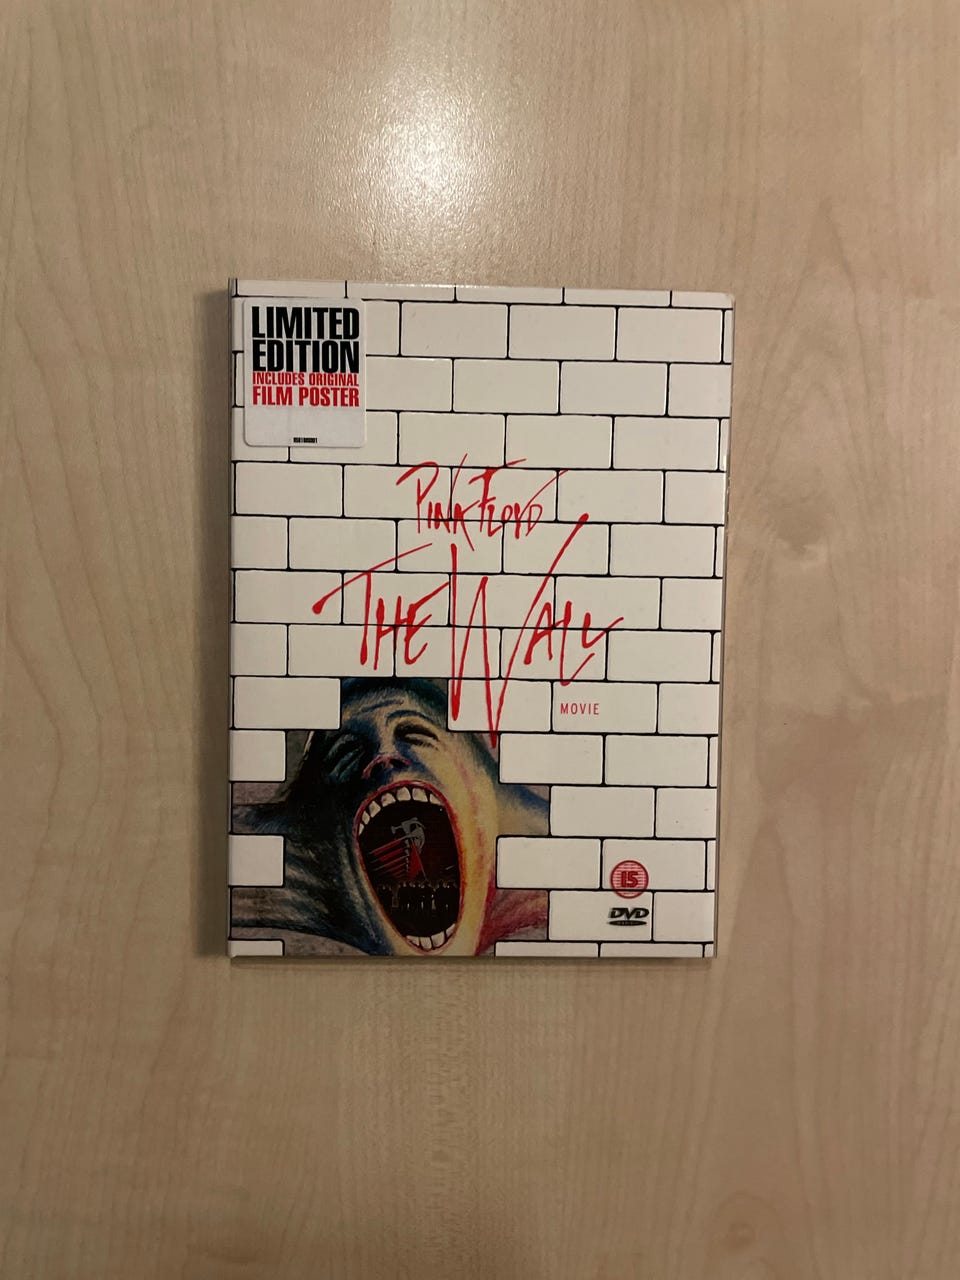 LIMITED
EDITION
INCLUDES ORIGINAL
FILM POSTER
PINK FLOYD
THE WALL
MOVIE
15
DVD